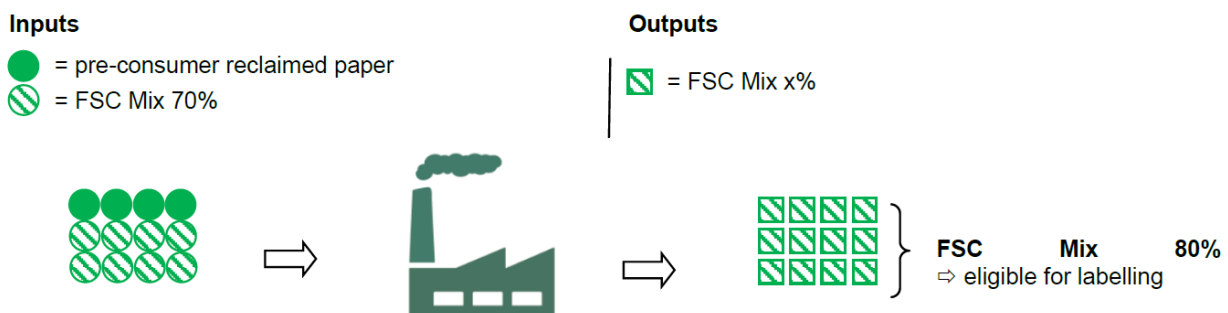 Inputs
= pre-consumer reclaimed paper
= FSC Mix 70%
Outputs
= FSC Mix x%
FSC Mix 80%
⇨ eligible for labelling